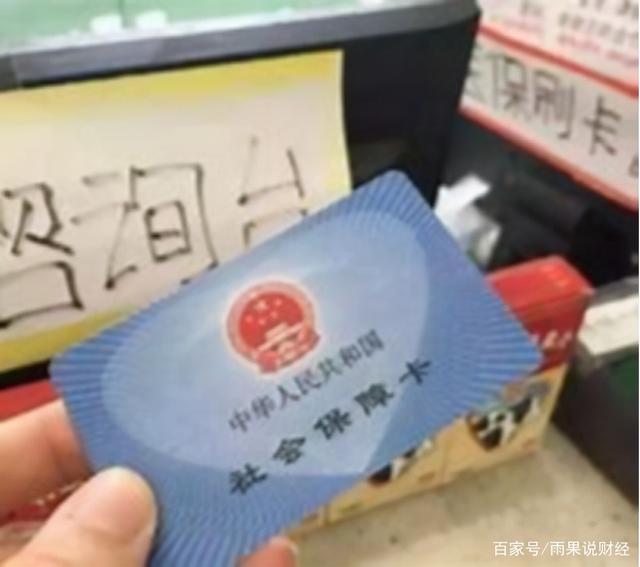 咨询台
保刷卡
中华人民共和国
社会保障卡
百家号/雨果说财经